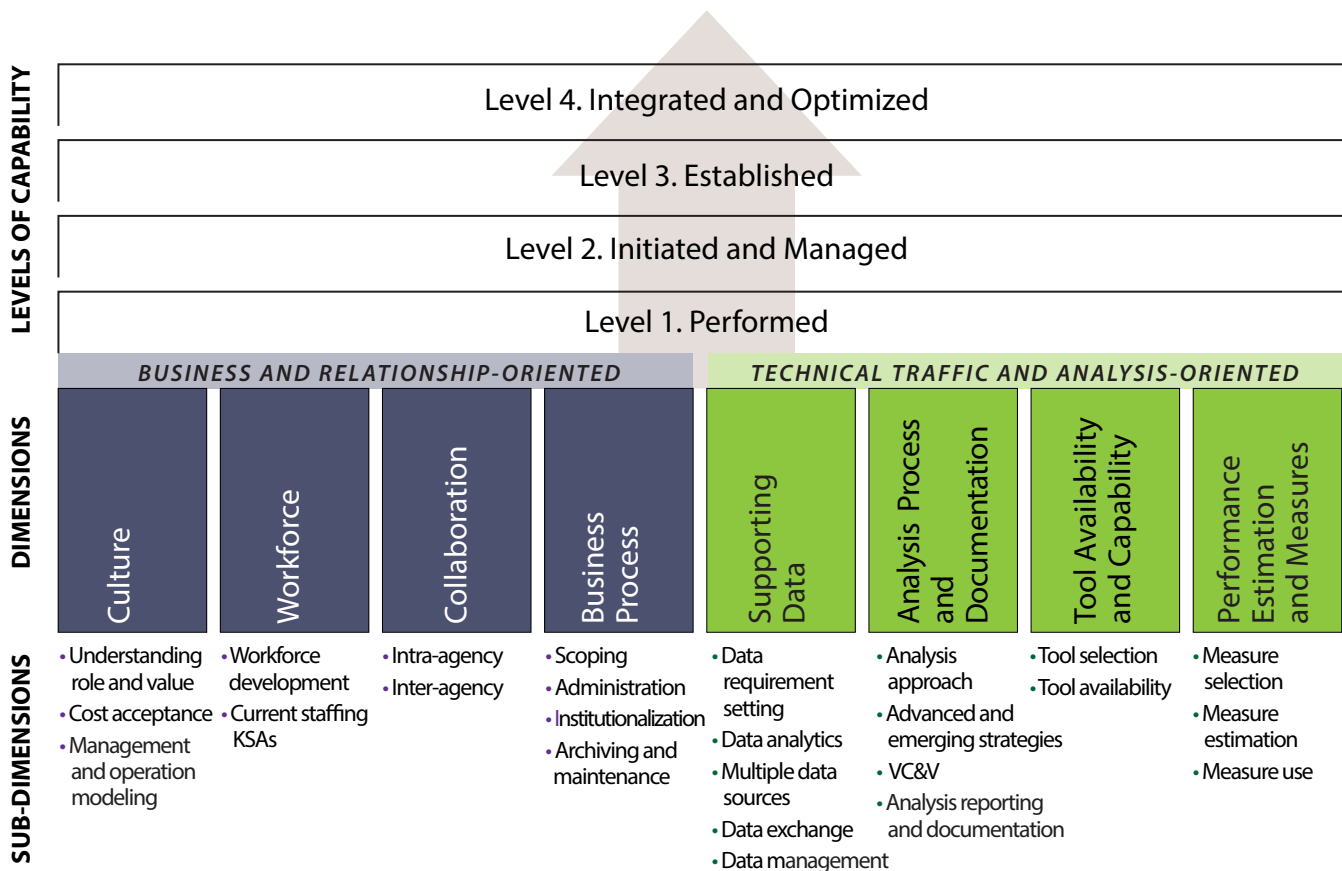 LEVELS OF CAPABILITY
Level 4. Integrated and Optimized
Level 3. Established
Level 2. Initiated and Managed
Level 1. Performed
BUSINESS AND RELATIONSHIP-ORIENTED
TECHNICAL TRAFFIC AND ANALYSIS-ORIENTED
DIMENSIONS
Culture
Workforce
Collaboration
Business
Process
Supporting
Data
Analysis Process
and
Documentation
Tool Availability
and Capability
Performance
Estimation
and Measures
SUB-DIMENSIONS
• Understanding
role and value
• Cost acceptance
• Management
and operation
modeling
• Workforce
development
• Current staffing
KSAs
• Intra-agency
• Inter-agency
• Scoping
• Administration
• Institutionalization
• Archiving and
maintenance
• Data
requirement
setting
• Data analytics
• Multiple data
sources
• Data exchange
• Data management
• Analysis
approach
• Advanced and
emerging strategies
• VC&V
• Analysis reporting
and documentation
• Tool selection
• Tool availability
• Measure
selection
• Measure
estimation
• Measure use